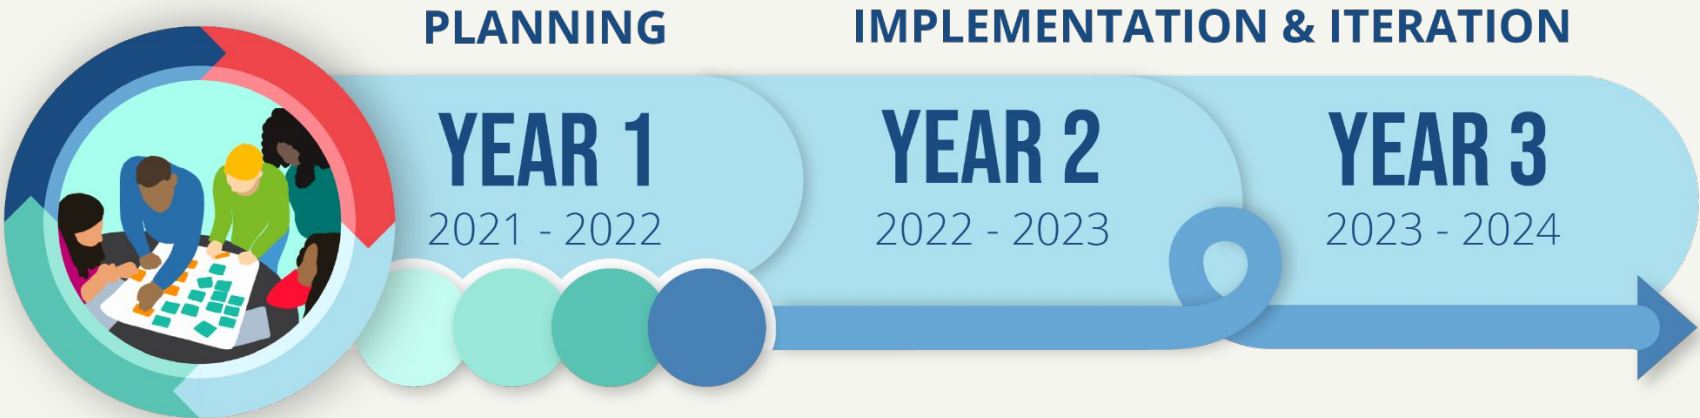 PLANNING
IMPLEMENTATION & ITERATION
YEAR 1
2021 - 2022
YEAR 2
2022 - 2023
YEAR 3
2023 - 2024